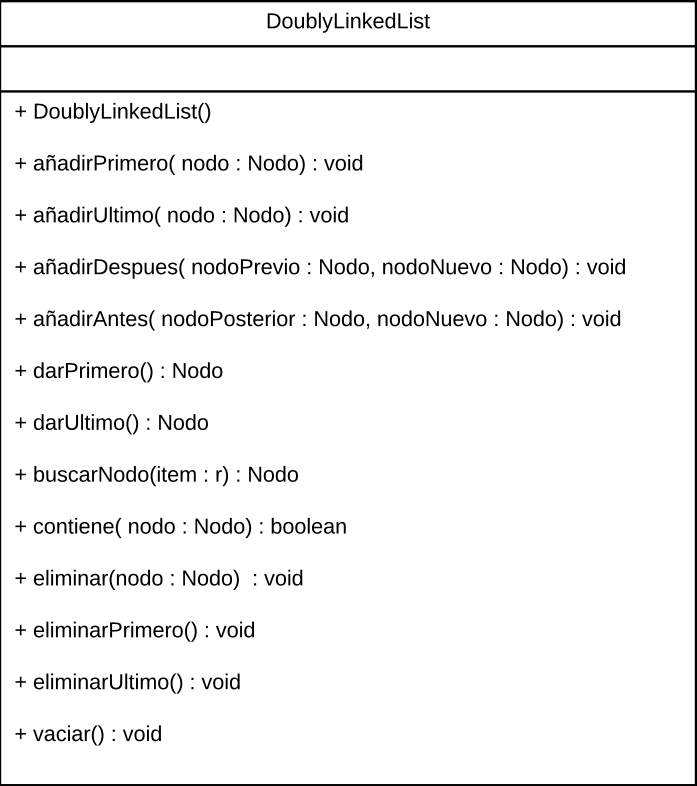 DoublyLinkedList
+ DoublyLinkedList()
+ añadirPrimero( nodo : Nodo) : void
+ añadirUltimo( nodo : Nodo) : void
+ añadirDespues( nodoPrevio : Nodo, nodoNuevo : Nodo) : void
+ añadirAntes( nodoPosterior : Nodo, nodoNuevo : Nodo) : void
+ darPrimero() : Nodo
+ darUltimo() : Nodo
+ buscarNodo(item : r) : Nodo
+ contiene( nodo : Nodo) : boolean
+ eliminar(nodo : Nodo)  : void
+ eliminarPrimero() : void
+ eliminarUltimo() : void
+ vaciar() : void